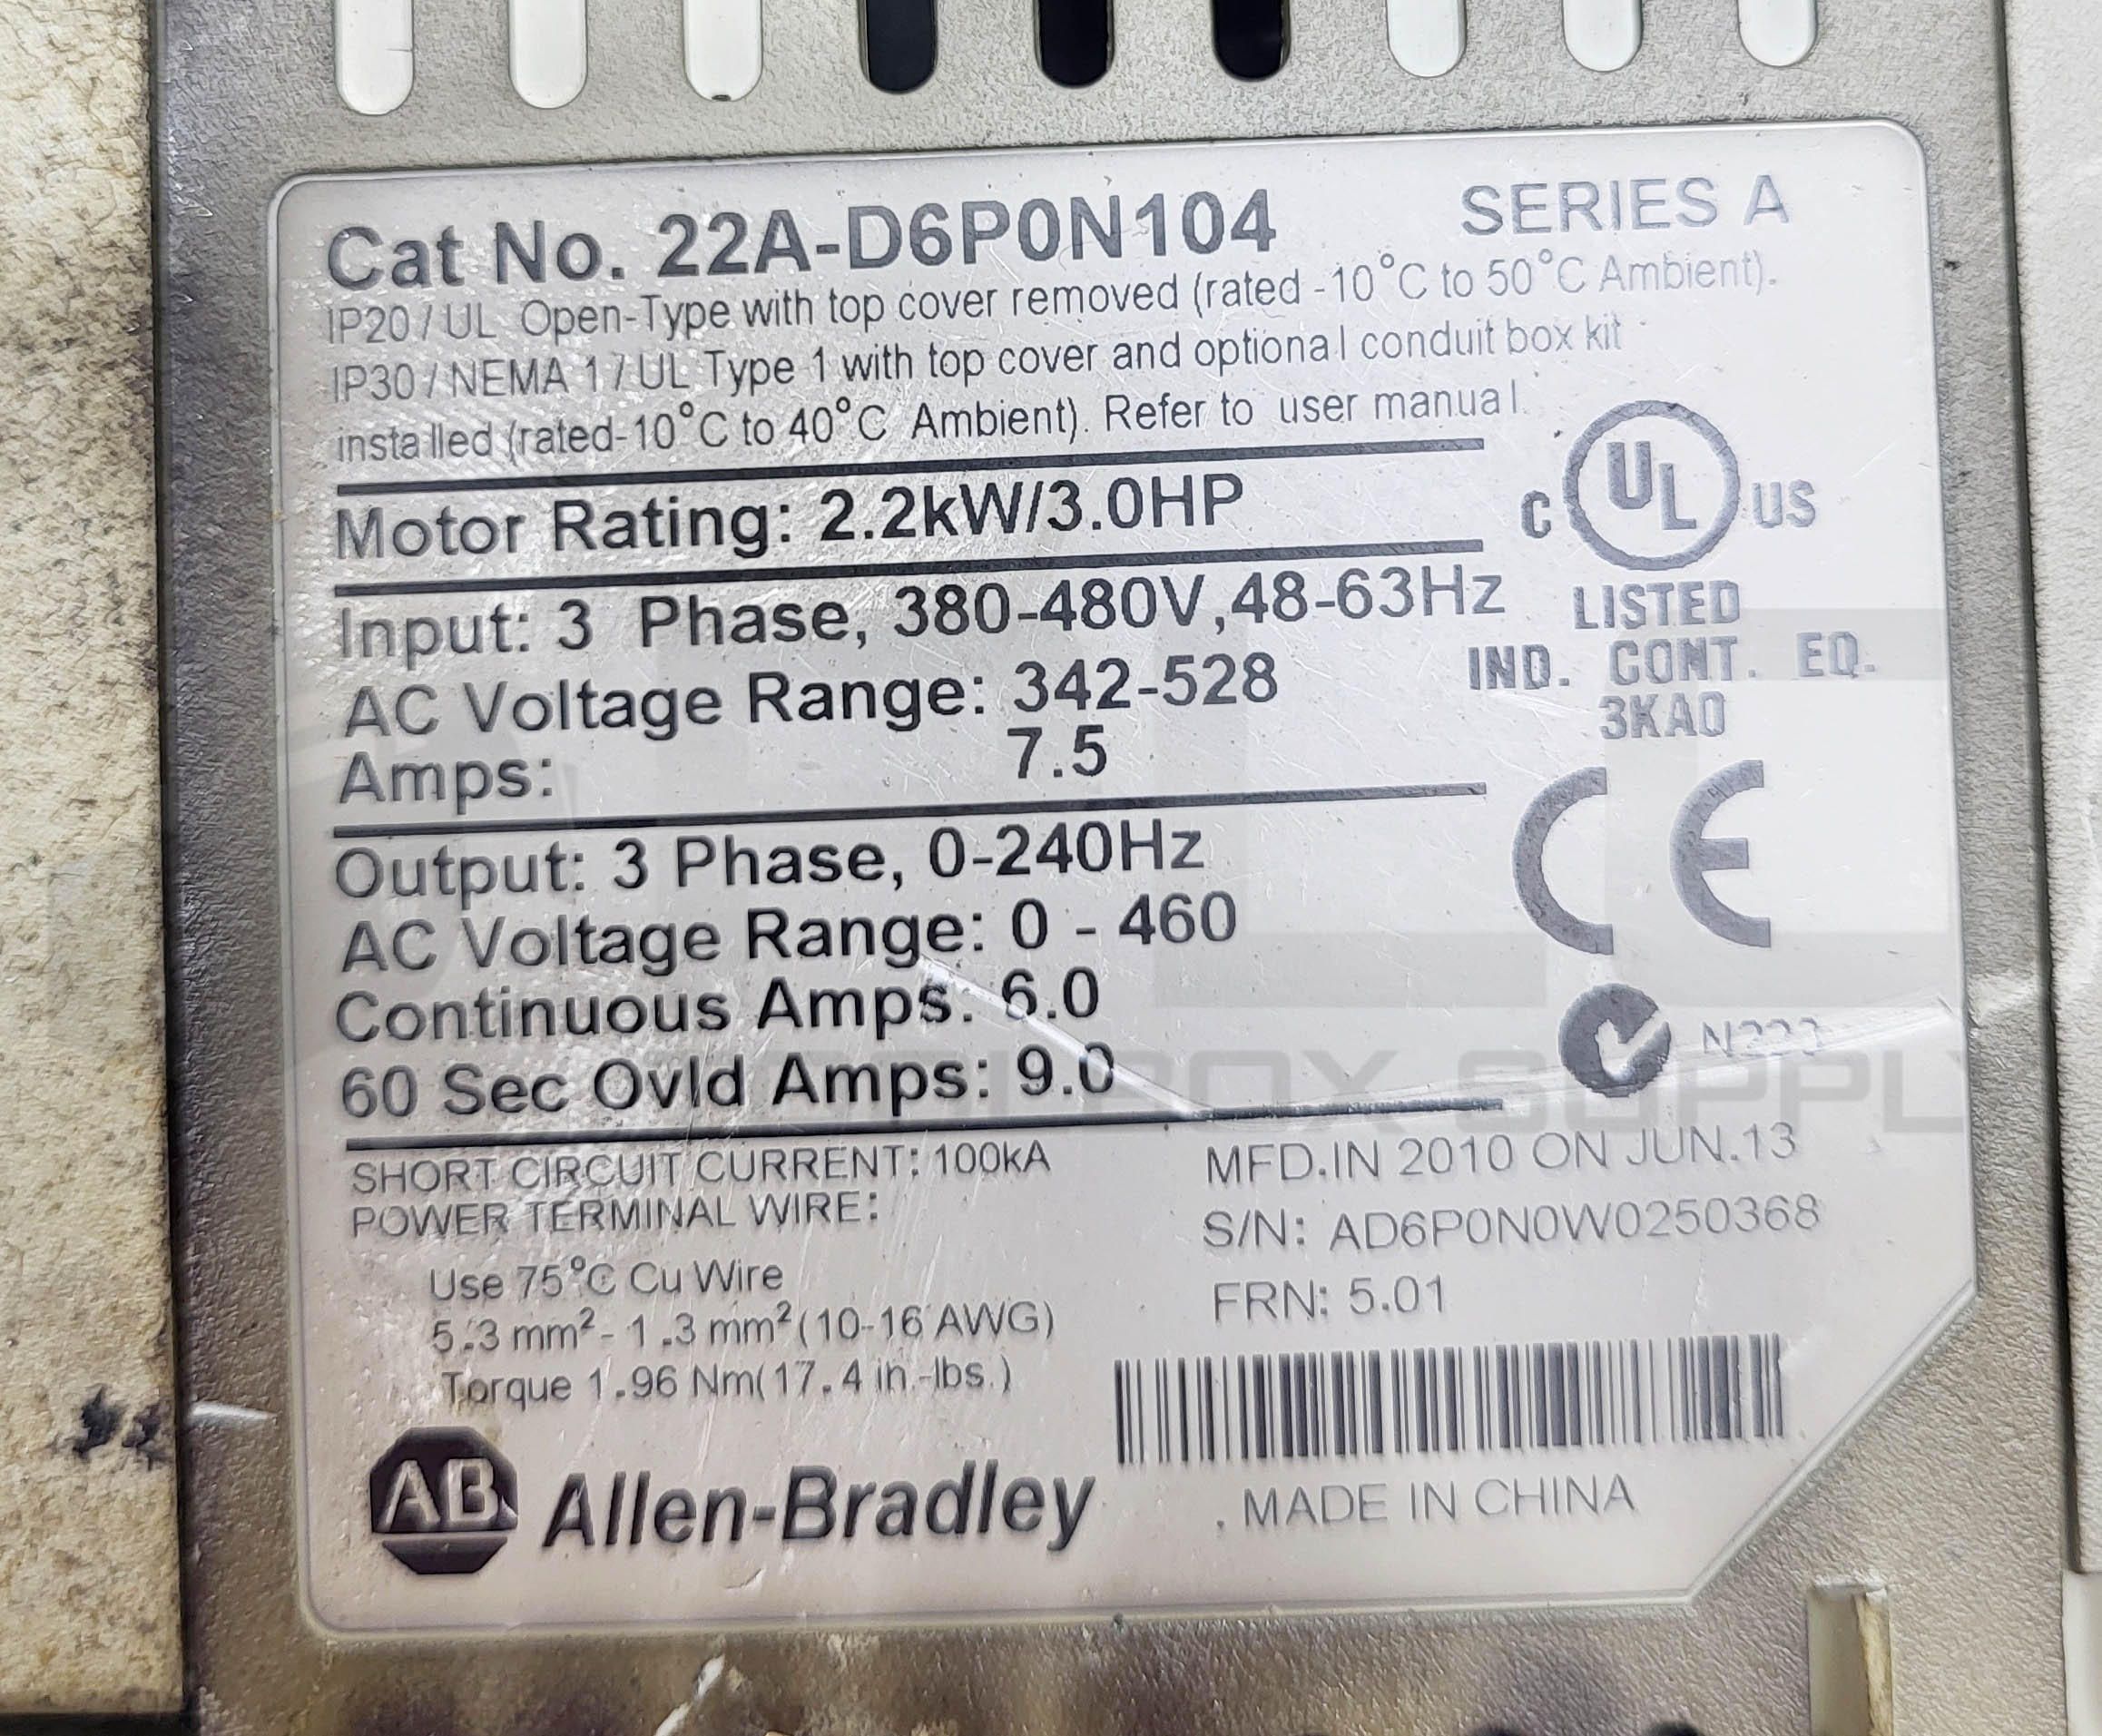 Cat No. 22A-D6P0N104 SERIES A
IP20 / UL Open-Type with top cover removed (rated -10°C to 50°C Ambient).
IP30 / NEMA 1 / UL Type 1 with top cover and optional conduit box kit
installed (rated-10°C to 40°C Ambient). Refer to user manual.
Motor Rating: 2.2kW/3.0HP
C UL US
LISTED
IND. CONT. EQ.
3KA0
Input: 3 Phase, 380-480V,48-63Hz
AC Voltage Range: 342-528
Amps: 7.5
Output: 3 Phase, 0-240Hz
AC Voltage Range: 0 - 460
Continuous Amps: 6.0
60 Sec Ovld Amps: 9.0
CE
N223
BOX SUPPLY
SHORT CIRCUIT CURRENT: 100kA
POWER TERMINAL WIRE:
Use 75°C Cu Wire
5.3 mm²- 1.3 mm² (10-16 AWG)
Torque 1.96 Nm(17.4 in.-lbs.)
MFD.IN 2010 ON JUN.13
S/N: AD6P0N0W0250368
FRN: 5.01
AB Allen-Bradley
MADE IN CHINA